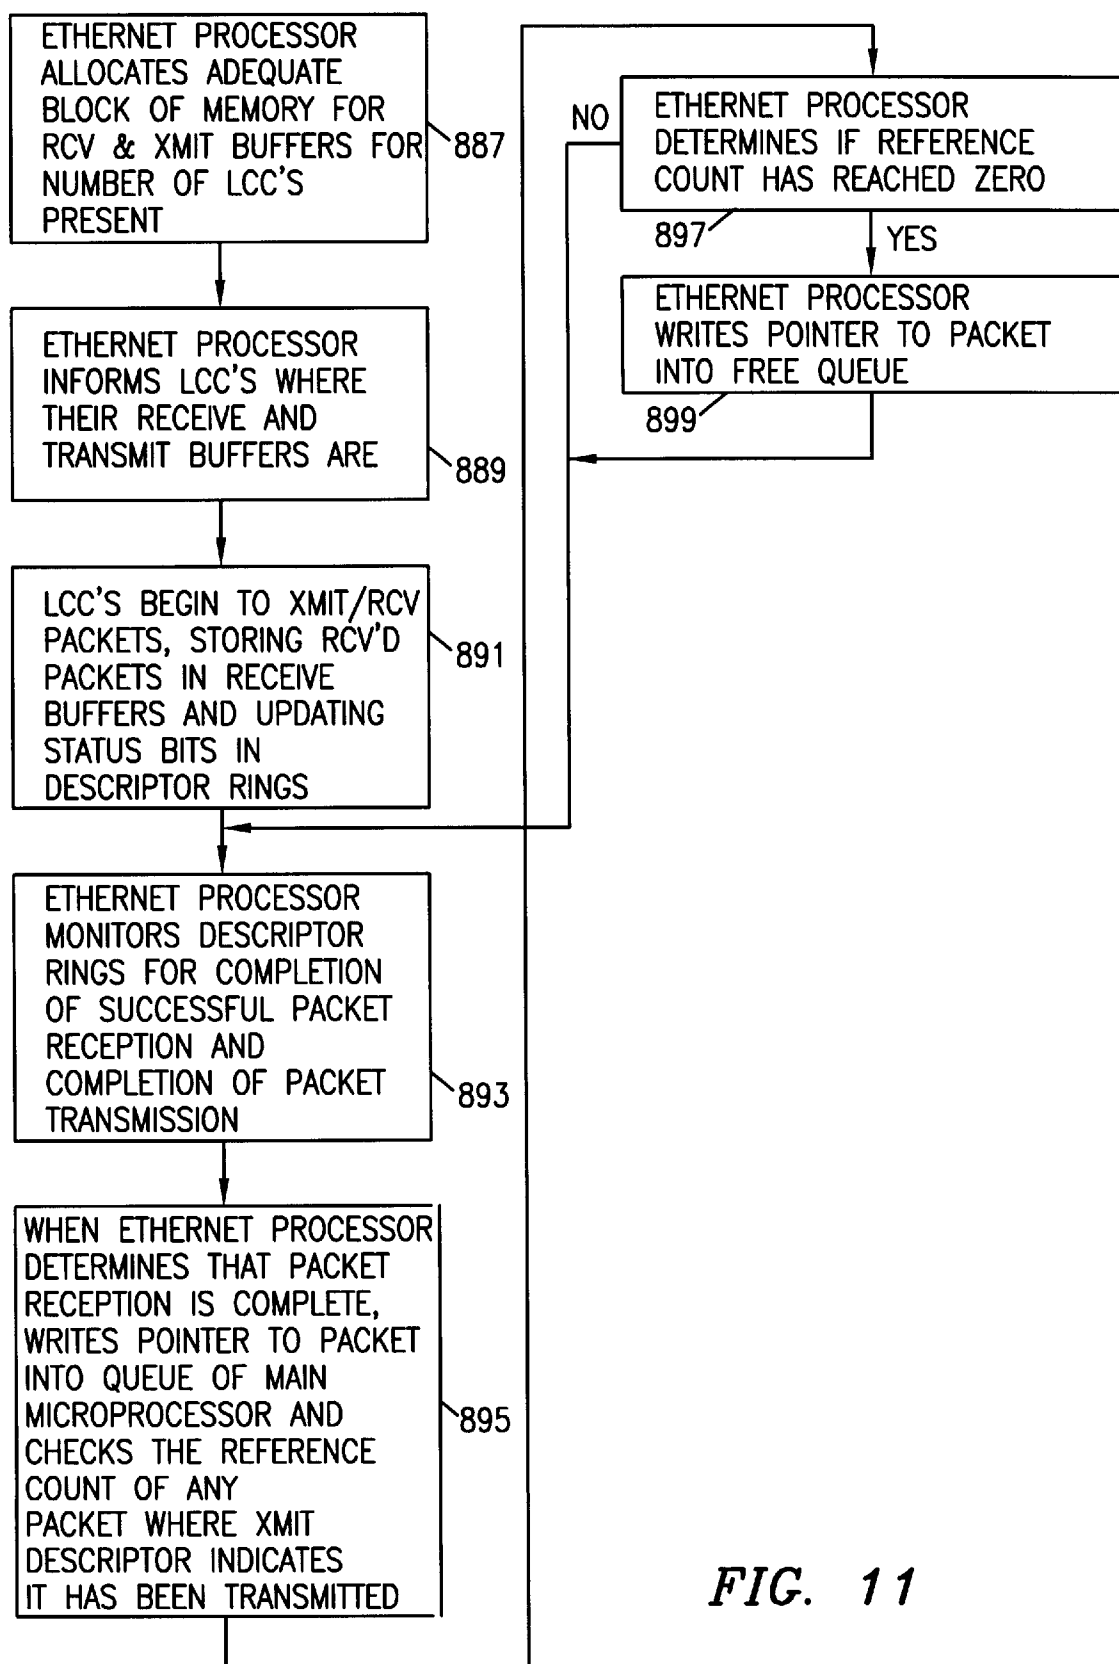 ETHERNET PROCESSOR
ALLOCATES ADEQUATE
BLOCK OF MEMORY FOR
RCV & XMIT BUFFERS FOR
NUMBER OF LCC'S
PRESENT
887
ETHERNET PROCESSOR
INFORMS LCC'S WHERE
THEIR RECEIVE AND
TRANSMIT BUFFERS ARE
889
LCC'S BEGIN TO XMIT/RCV
PACKETS, STORING RCV'D
PACKETS IN RECEIVE
BUFFERS AND UPDATING
STATUS BITS IN
DESCRIPTOR RINGS
891
ETHERNET PROCESSOR
MONITORS DESCRIPTOR
RINGS FOR COMPLETION
OF SUCCESSFUL PACKET
RECEPTION AND
COMPLETION OF PACKET
TRANSMISSION
893
WHEN ETHERNET PROCESSOR
DETERMINES THAT PACKET
RECEPTION IS COMPLETE,
WRITES POINTER TO PACKET
INTO QUEUE OF MAIN
MICROPROCESSOR AND
CHECKS THE REFERENCE
COUNT OF ANY
PACKET WHERE XMIT
DESCRIPTOR INDICATES
IT HAS BEEN TRANSMITTED
895
NO
ETHERNET PROCESSOR
DETERMINES IF REFERENCE
COUNT HAS REACHED ZERO
897
YES
ETHERNET PROCESSOR
WRITES POINTER TO PACKET
INTO FREE QUEUE
899
FIG. 11